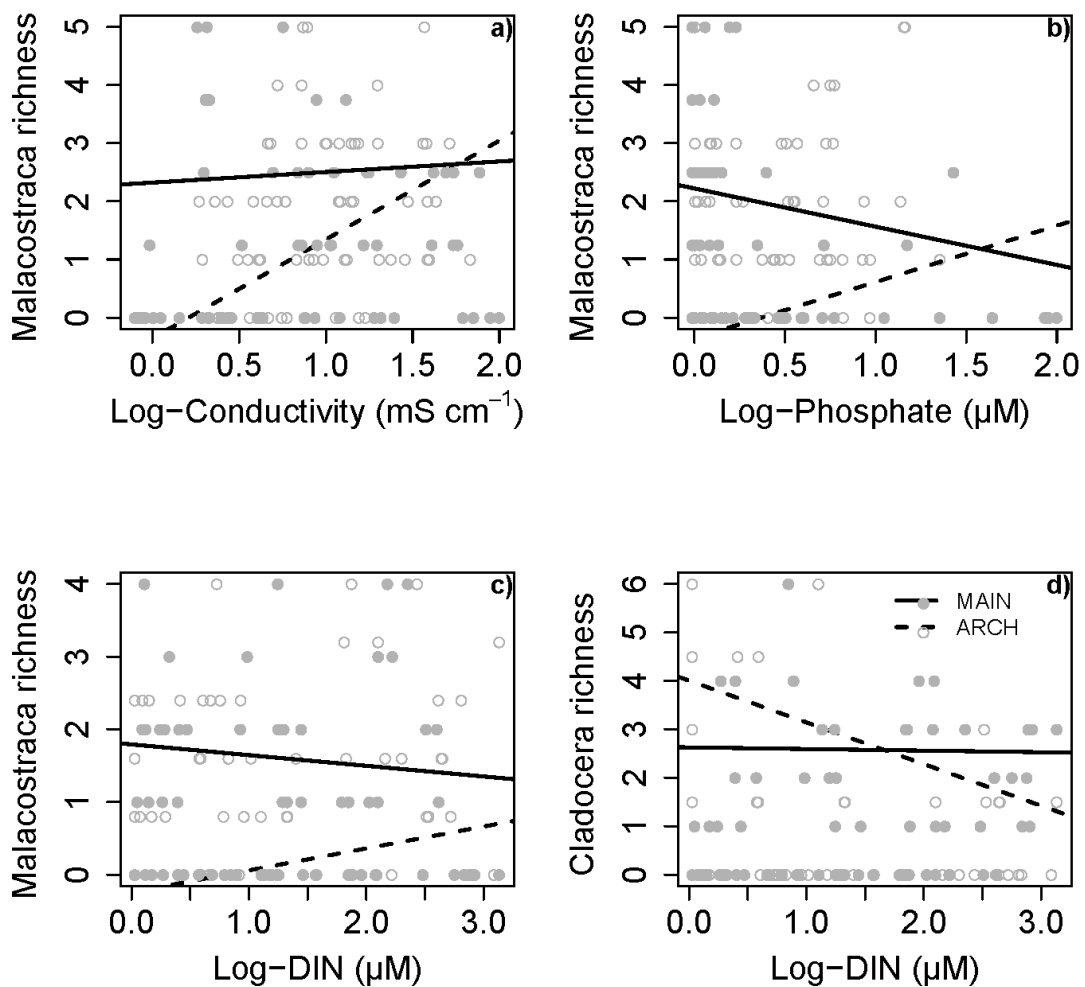 a)
Malacostraca richness
5
4
3
2
1
0
0.0 0.5 1.0 1.5 2.0
Log−Conductivity (mS cm⁻¹)
b)
Malacostraca richness
5
4
3
2
1
0
0.0 0.5 1.0 1.5 2.0
Log−Phosphate (µM)
c)
Malacostraca richness
4
3
2
1
0
0.0 1.0 2.0 3.0
Log−DIN (µM)
d)
MAIN
ARCH
Cladocera richness
6
5
4
3
2
1
0
0.0 1.0 2.0 3.0
Log−DIN (µM)